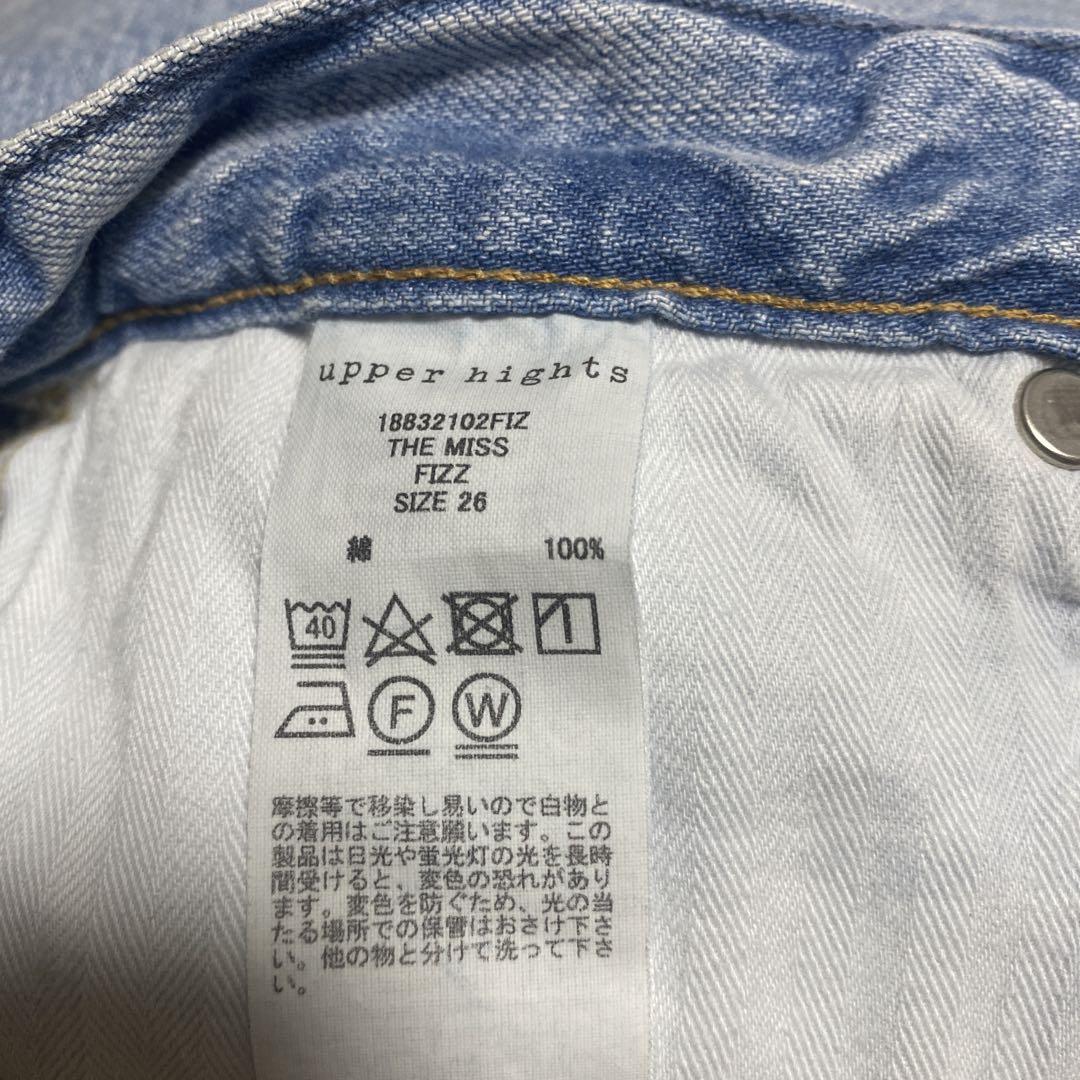 upper hights
18832102FIZ
THE MISS
FIZZ
SIZE 26
綿 100%
40
F W
摩擦等で移染し易いので白物と
の着用はご注意願います。この
製品は日光や蛍光灯の光を長時
間受けると、変色の恐れがあり
ます。変色を防ぐため、光の当
たる場所での保管はおさけ下さ
い。他の物と分けて洗って下さ
い。